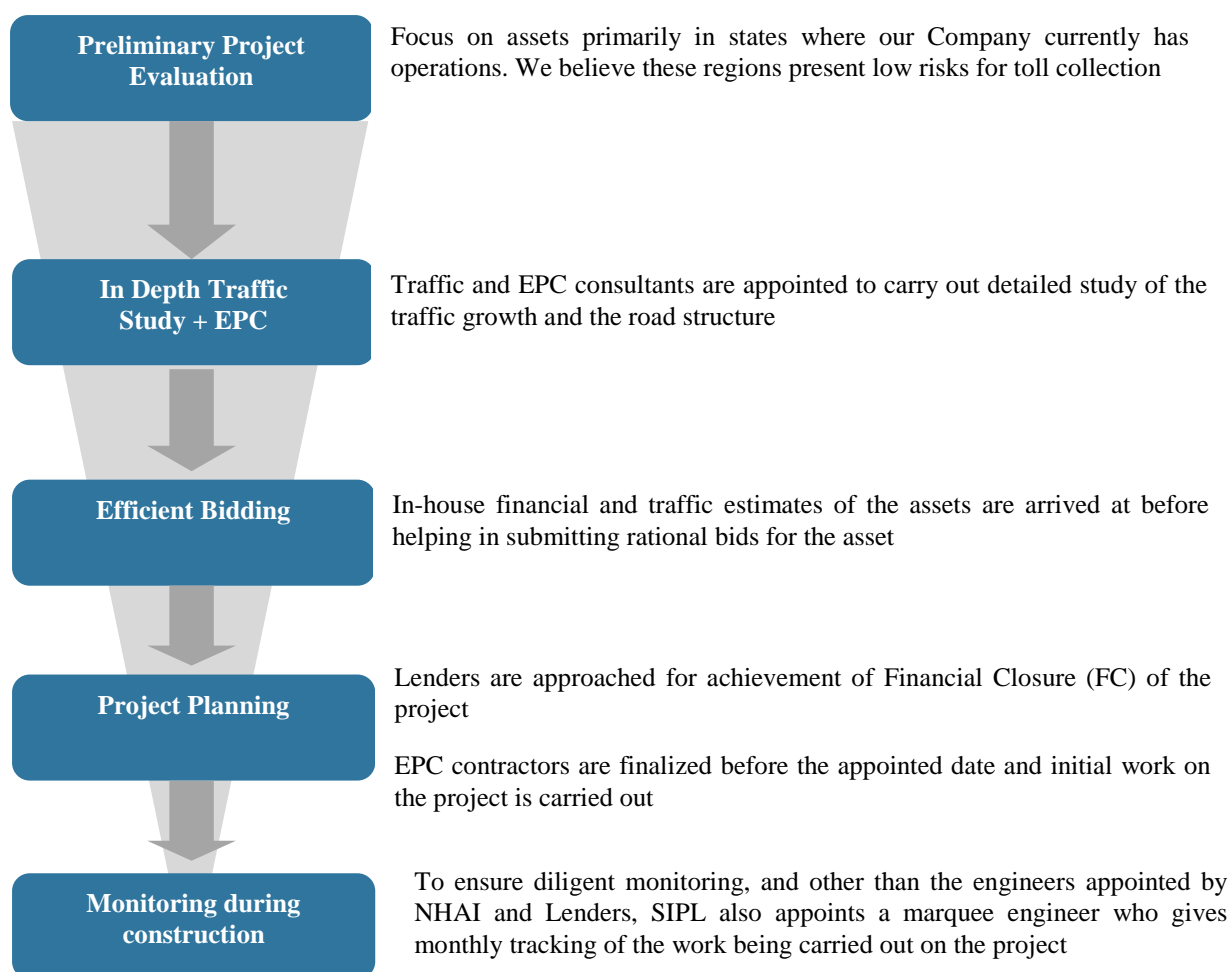 Preliminary Project
Evaluation
Focus on assets primarily in states where our Company currently has
operations. We believe these regions present low risks for toll collection
In Depth Traffic
Study + EPC
Traffic and EPC consultants are appointed to carry out detailed study of the
traffic growth and the road structure
Efficient Bidding
In-house financial and traffic estimates of the assets are arrived at before
helping in submitting rational bids for the asset
Project Planning
Lenders are approached for achievement of Financial Closure (FC) of the
project
EPC contractors are finalized before the appointed date and initial work on
the project is carried out
Monitoring during
construction
To ensure diligent monitoring, and other than the engineers appointed by
NHAI and Lenders, SIPL also appoints a marquee engineer who gives
monthly tracking of the work being carried out on the project